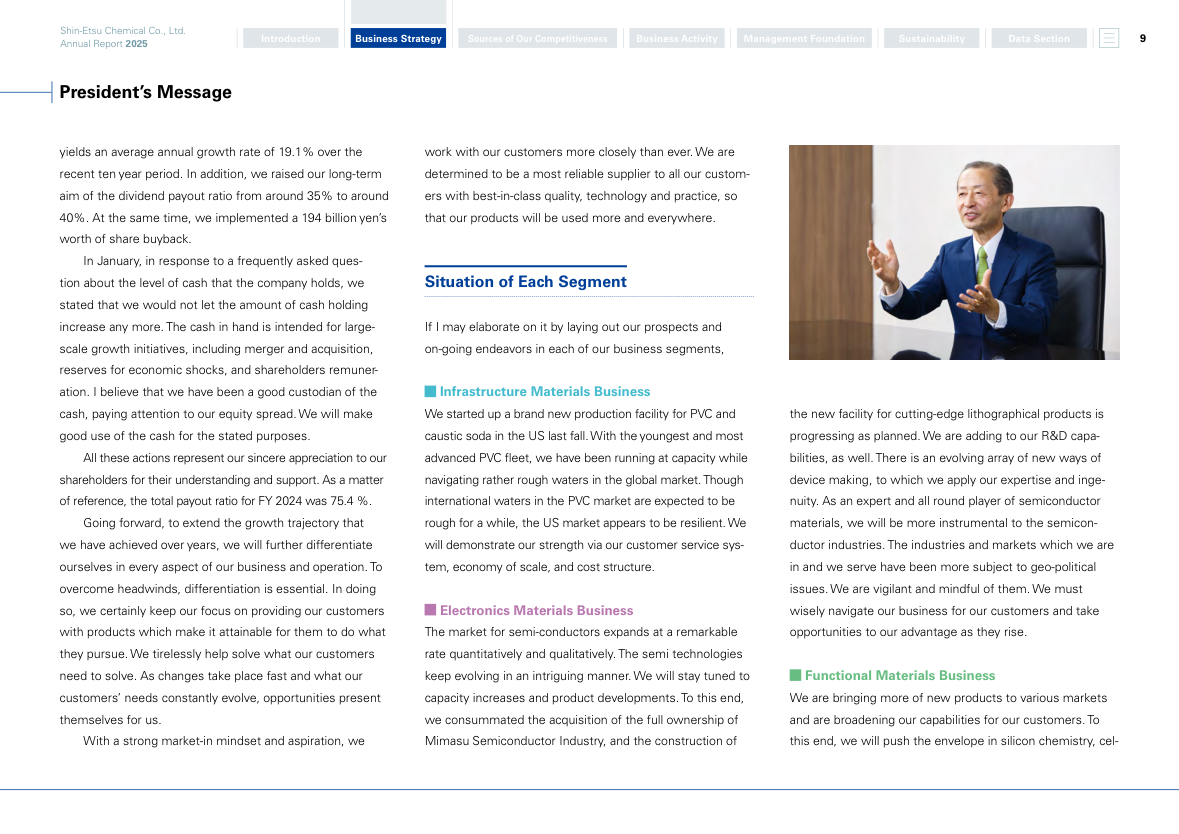 Shin-Etsu Chemical Co., Ltd.
Annual Report 2025
Introduction
Business Strategy
Sources of Our Competitiveness
Business Activity
Management Foundation
Sustainability
Data Section
9
President's Message
yields an average annual growth rate of 19.1% over the
recent ten year period. In addition, we raised our long-term
aim of the dividend payout ratio from around 35% to around
40%. At the same time, we implemented a 194 billion yen's
worth of share buyback.
In January, in response to a frequently asked ques-
tion about the level of cash that the company holds, we
stated that we would not let the amount of cash holding
increase any more. The cash in hand is intended for large-
scale growth initiatives, including merger and acquisition,
reserves for economic shocks, and shareholders remuner-
ation. I believe that we have been a good custodian of the
cash, paying attention to our equity spread. We will make
good use of the cash for the stated purposes.
All these actions represent our sincere appreciation to our
shareholders for their understanding and support. As a matter
of reference, the total payout ratio for FY 2024 was 75.4 %.
Going forward, to extend the growth trajectory that
we have achieved over years, we will further differentiate
ourselves in every aspect of our business and operation. To
overcome headwinds, differentiation is essential. In doing
so, we certainly keep our focus on providing our customers
with products which make it attainable for them to do what
they pursue. We tirelessly help solve what our customers
need to solve. As changes take place fast and what our
customers' needs constantly evolve, opportunities present
themselves for us.
With a strong market-in mindset and aspiration, we
work with our customers more closely than ever. We are
determined to be a most reliable supplier to all our custom-
ers with best-in-class quality, technology and practice, so
that our products will be used more and everywhere.
Situation of Each Segment
If I may elaborate on it by laying out our prospects and
on-going endeavors in each of our business segments,
Infrastructure Materials Business
We started up a brand new production facility for PVC and
caustic soda in the US last fall. With the youngest and most
advanced PVC fleet, we have been running at capacity while
navigating rather rough waters in the global market. Though
international waters in the PVC market are expected to be
rough for a while, the US market appears to be resilient. We
will demonstrate our strength via our customer service sys-
tem, economy of scale, and cost structure.
Electronics Materials Business
The market for semi-conductors expands at a remarkable
rate quantitatively and qualitatively. The semi technologies
keep evolving in an intriguing manner. We will stay tuned to
capacity increases and product developments. To this end,
we consummated the acquisition of the full ownership of
Mimasu Semiconductor Industry, and the construction of
the new facility for cutting-edge lithographical products is
progressing as planned. We are adding to our R&D capa-
bilities, as well. There is an evolving array of new ways of
device making, to which we apply our expertise and inge-
nuity. As an expert and all round player of semiconductor
materials, we will be more instrumental to the semicon-
ductor industries. The industries and markets which we are
in and we serve have been more subject to geo-political
issues. We are vigilant and mindful of them. We must
wisely navigate our business for our customers and take
opportunities to our advantage as they rise.
Functional Materials Business
We are bringing more of new products to various markets
and are broadening our capabilities for our customers. To
this end, we will push the envelope in silicon chemistry, cel-